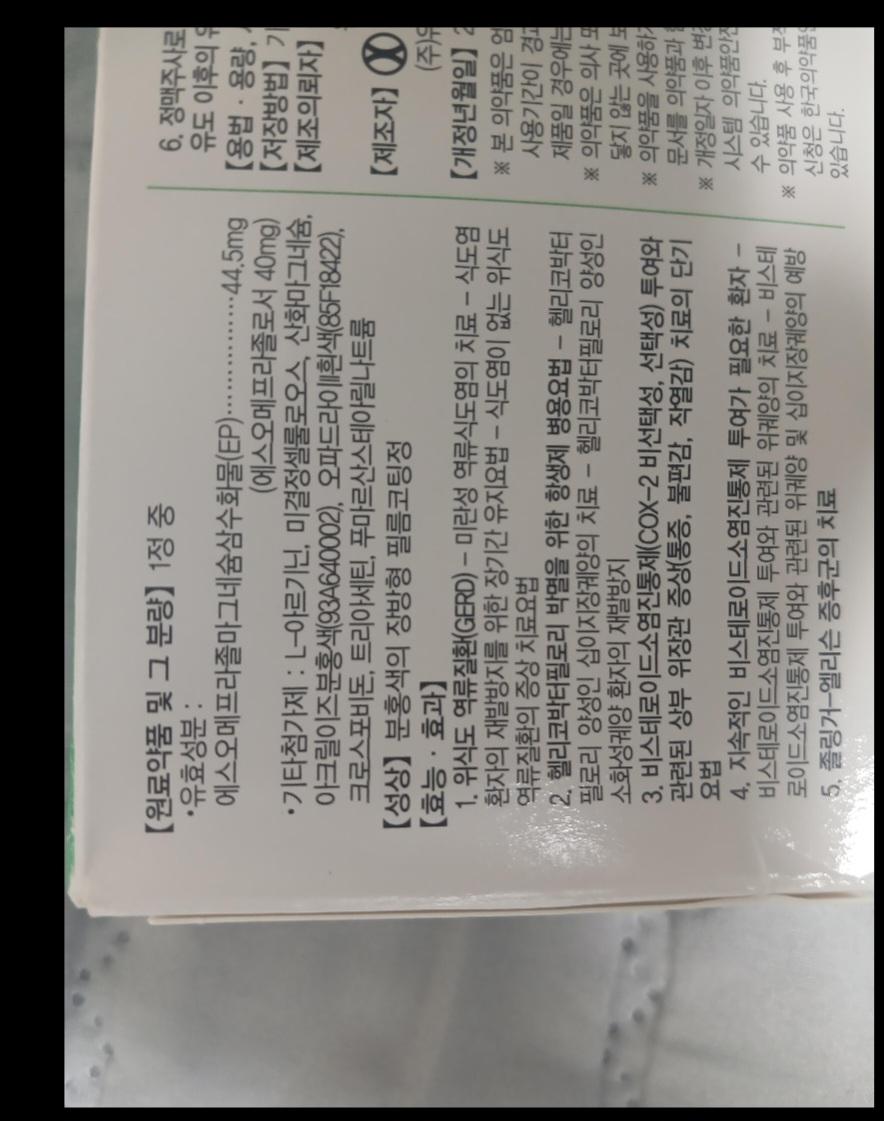 【원료약품 및 그 분량】 1정 중
•유효성분 :
에스오메프라졸마그네슘삼수화물(EP)……………44.5mg
(에스오메프라졸로서 40mg)
•기타첨가제 : L-아르기닌, 미결정셀룰로오스, 산화마그네슘,
아크릴이즈분홍색(93A640002), 오파드라이II흰색(85F18422),
크로스포비돈, 트리아세틴, 푸마르산스테아릴나트륨
【성상】 분홍색의 장방형 필름코팅정
【효능 · 효과】
1. 위식도 역류질환(GERD) - 미란성 역류식도염의 치료 - 식도염
환자의 재발방지를 위한 장기간 유지요법 - 식도염이 없는 위식도
역류질환의 증상 치료요법
2. 헬리코박터필로리 박멸을 위한 항생제 병용요법 - 헬리코박터
필로리 양성인 십이지장궤양의 치료 - 헬리코박터필로리 양성인
소화성궤양 환자의 재발방지
3. 비스테로이드소염진통제(COX-2 비선택성, 선택성) 투여와
관련된 상부 위장관 증상(통증, 불편감, 작열감) 치료의 단기
요법
4. 지속적인 비스테로이드소염진통제 투여가 필요한 환자 -
비스테로이드소염진통제 투여와 관련된 위궤양의 치료 - 비스테
로이드소염진통제 투여와 관련된 위궤양 및 십이지장궤양의 예방
5. 졸링거-엘리슨 증후군의 치료
6. 정맥주사로
유도 이후의 유
【용법 · 용량,
【저장방법】 기
【제조의뢰자】
【제조자】
(주)유
【개정년월일】 2
※ 본 의약품은 엄
사용기간이 경과
제품일 경우에는
※ 의약품은 의사 또
닿지 않는 곳에 보
※ 의약품을 사용하기
문서를 의약품과 함
※ 개정일자 이후 변경
시스템 의약품안전
수 있습니다.
※ 의약품 사용 후 부작
신청은 한국의약품안
있습니다.